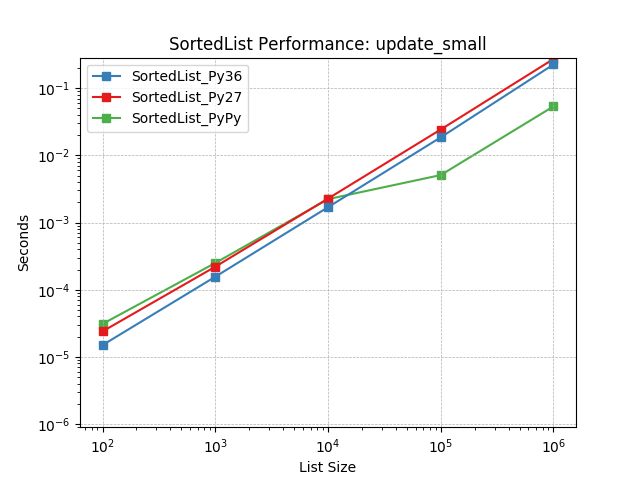 SortedList Performance: update_small
SortedList_Py36
SortedList_Py27
SortedList_PyPy
Seconds
10⁻¹
10⁻²
10⁻³
10⁻⁴
10⁻⁵
10⁻⁶
10² 10³ 10⁴ 10⁵ 10⁶
List Size